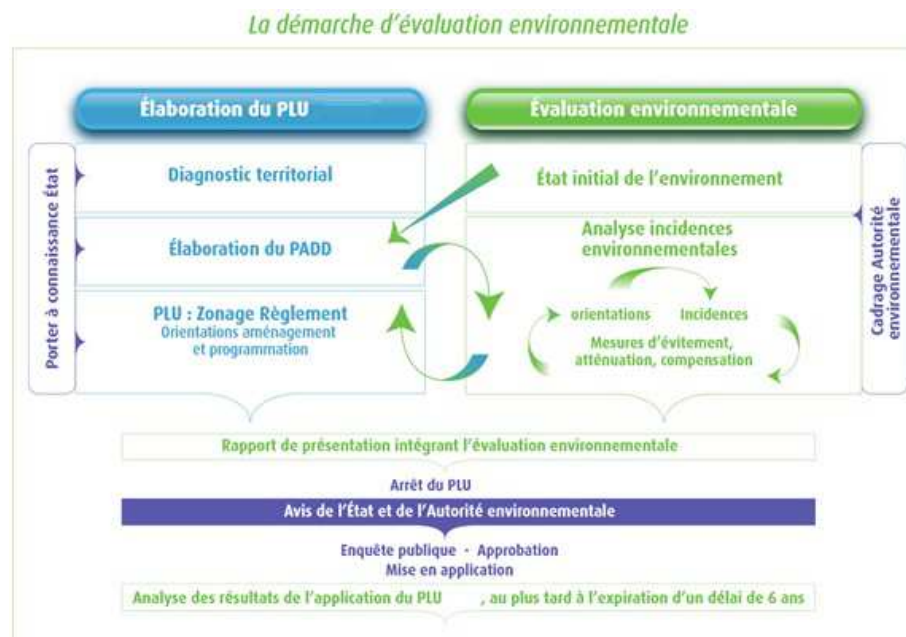 La démarche d'évaluation environnementale
Élaboration du PLU
Évaluation environnementale
Porter à connaissance État
Diagnostic territorial
Élaboration du PADD
PLU : Zonage Règlement
Orientations aménagement
et programmation
État initial de l'environnement
Analyse incidences
environnementales
orientations
Incidences
Mesures d'évitement,
atténuation, compensation
Cadrage Autorité
environnementale
Rapport de présentation intégrant l'évaluation environnementale
Arrêt du PLU
Avis de l'État et de l'Autorité environnementale
Enquête publique - Approbation
Mise en application
Analyse des résultats de l'application du PLU , au plus tard à l'expiration d'un délai de 6 ans